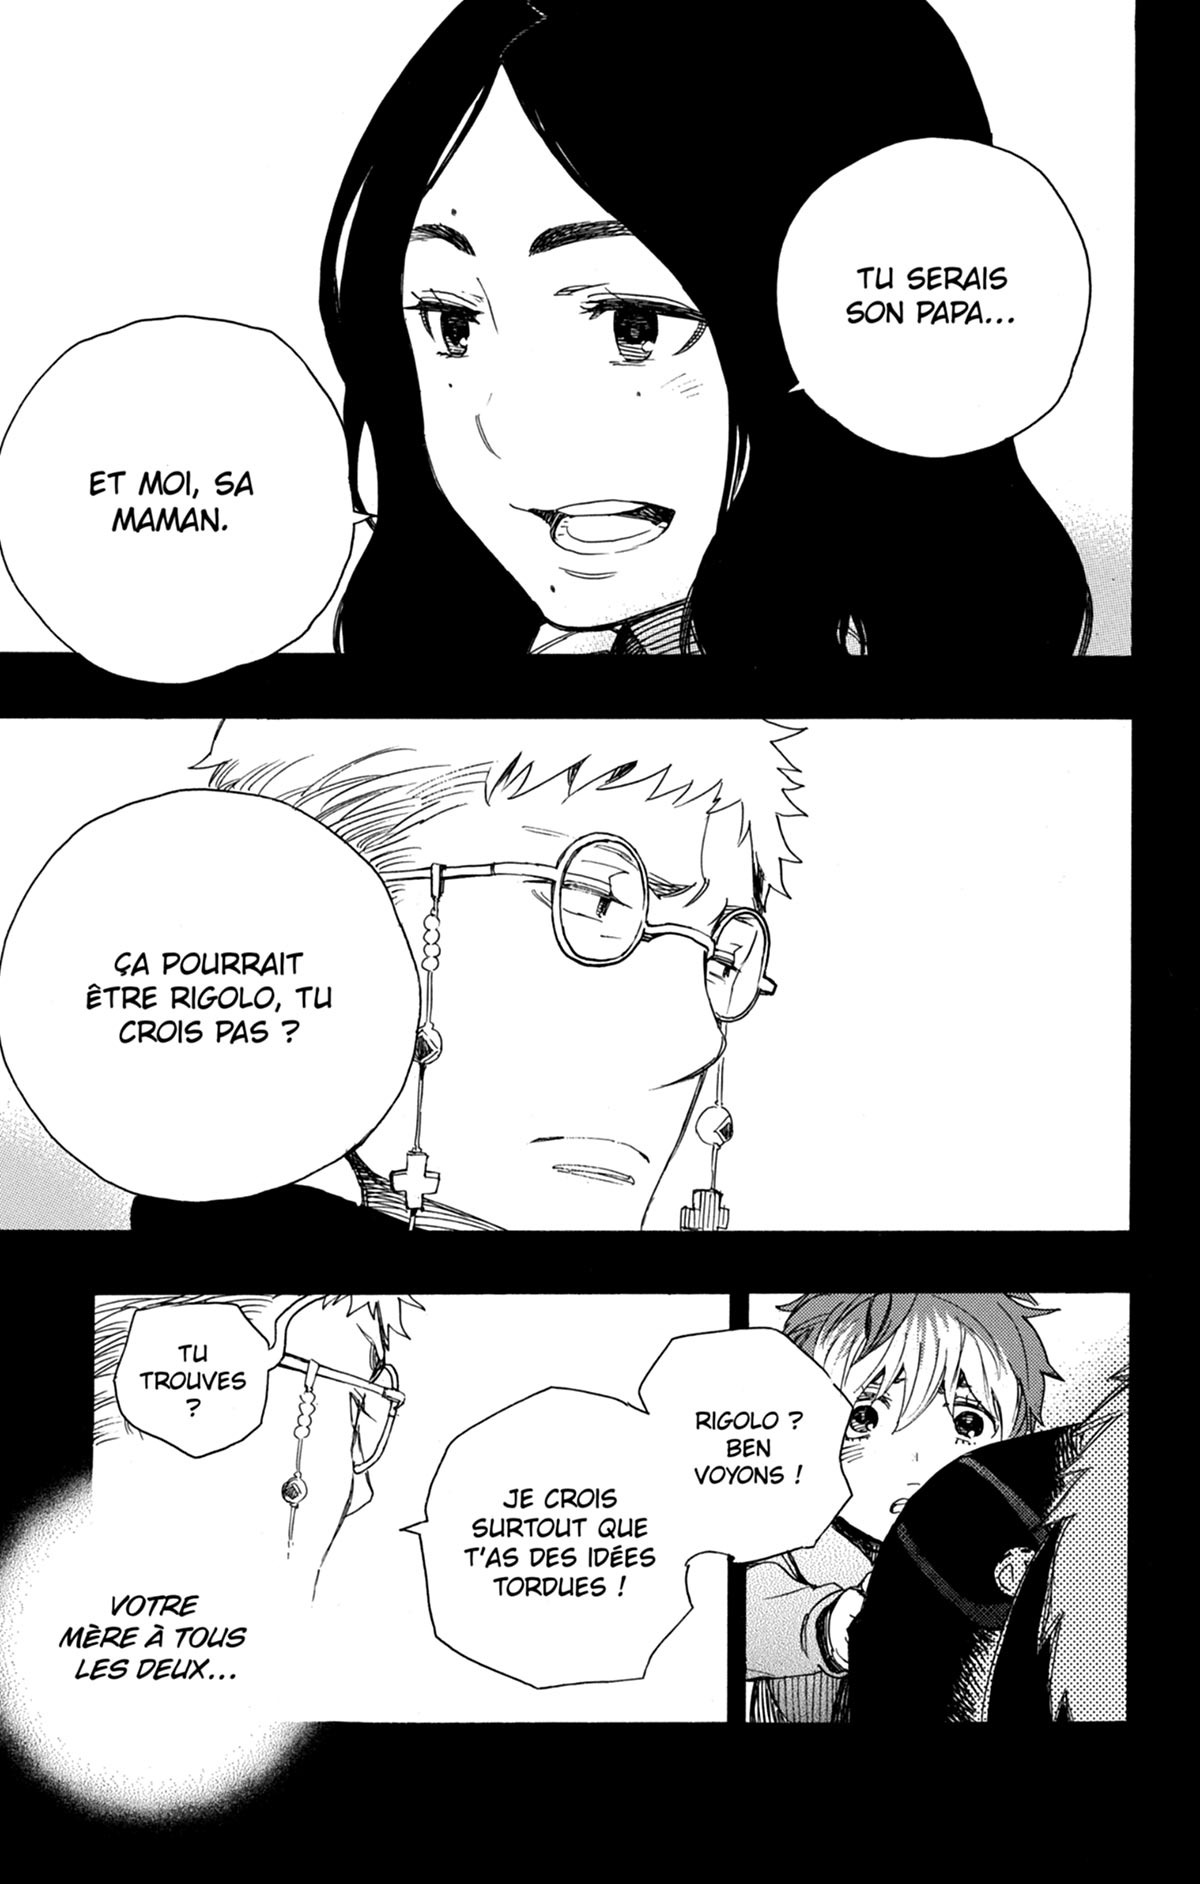 TU SERAIS
SON PAPA...
ET MOI, SA
MAMAN.
ÇA POURRAIT
ÊTRE RIGOLO, TU
CROIS PAS ?
RIGOLO ?
BEN
VOYONS !
JE CROIS
SURTOUT QUE
T'AS DES IDÉES
TORDUES !
TU
TROUVES
?
VOTRE
MÈRE À TOUS
LES DEUX...